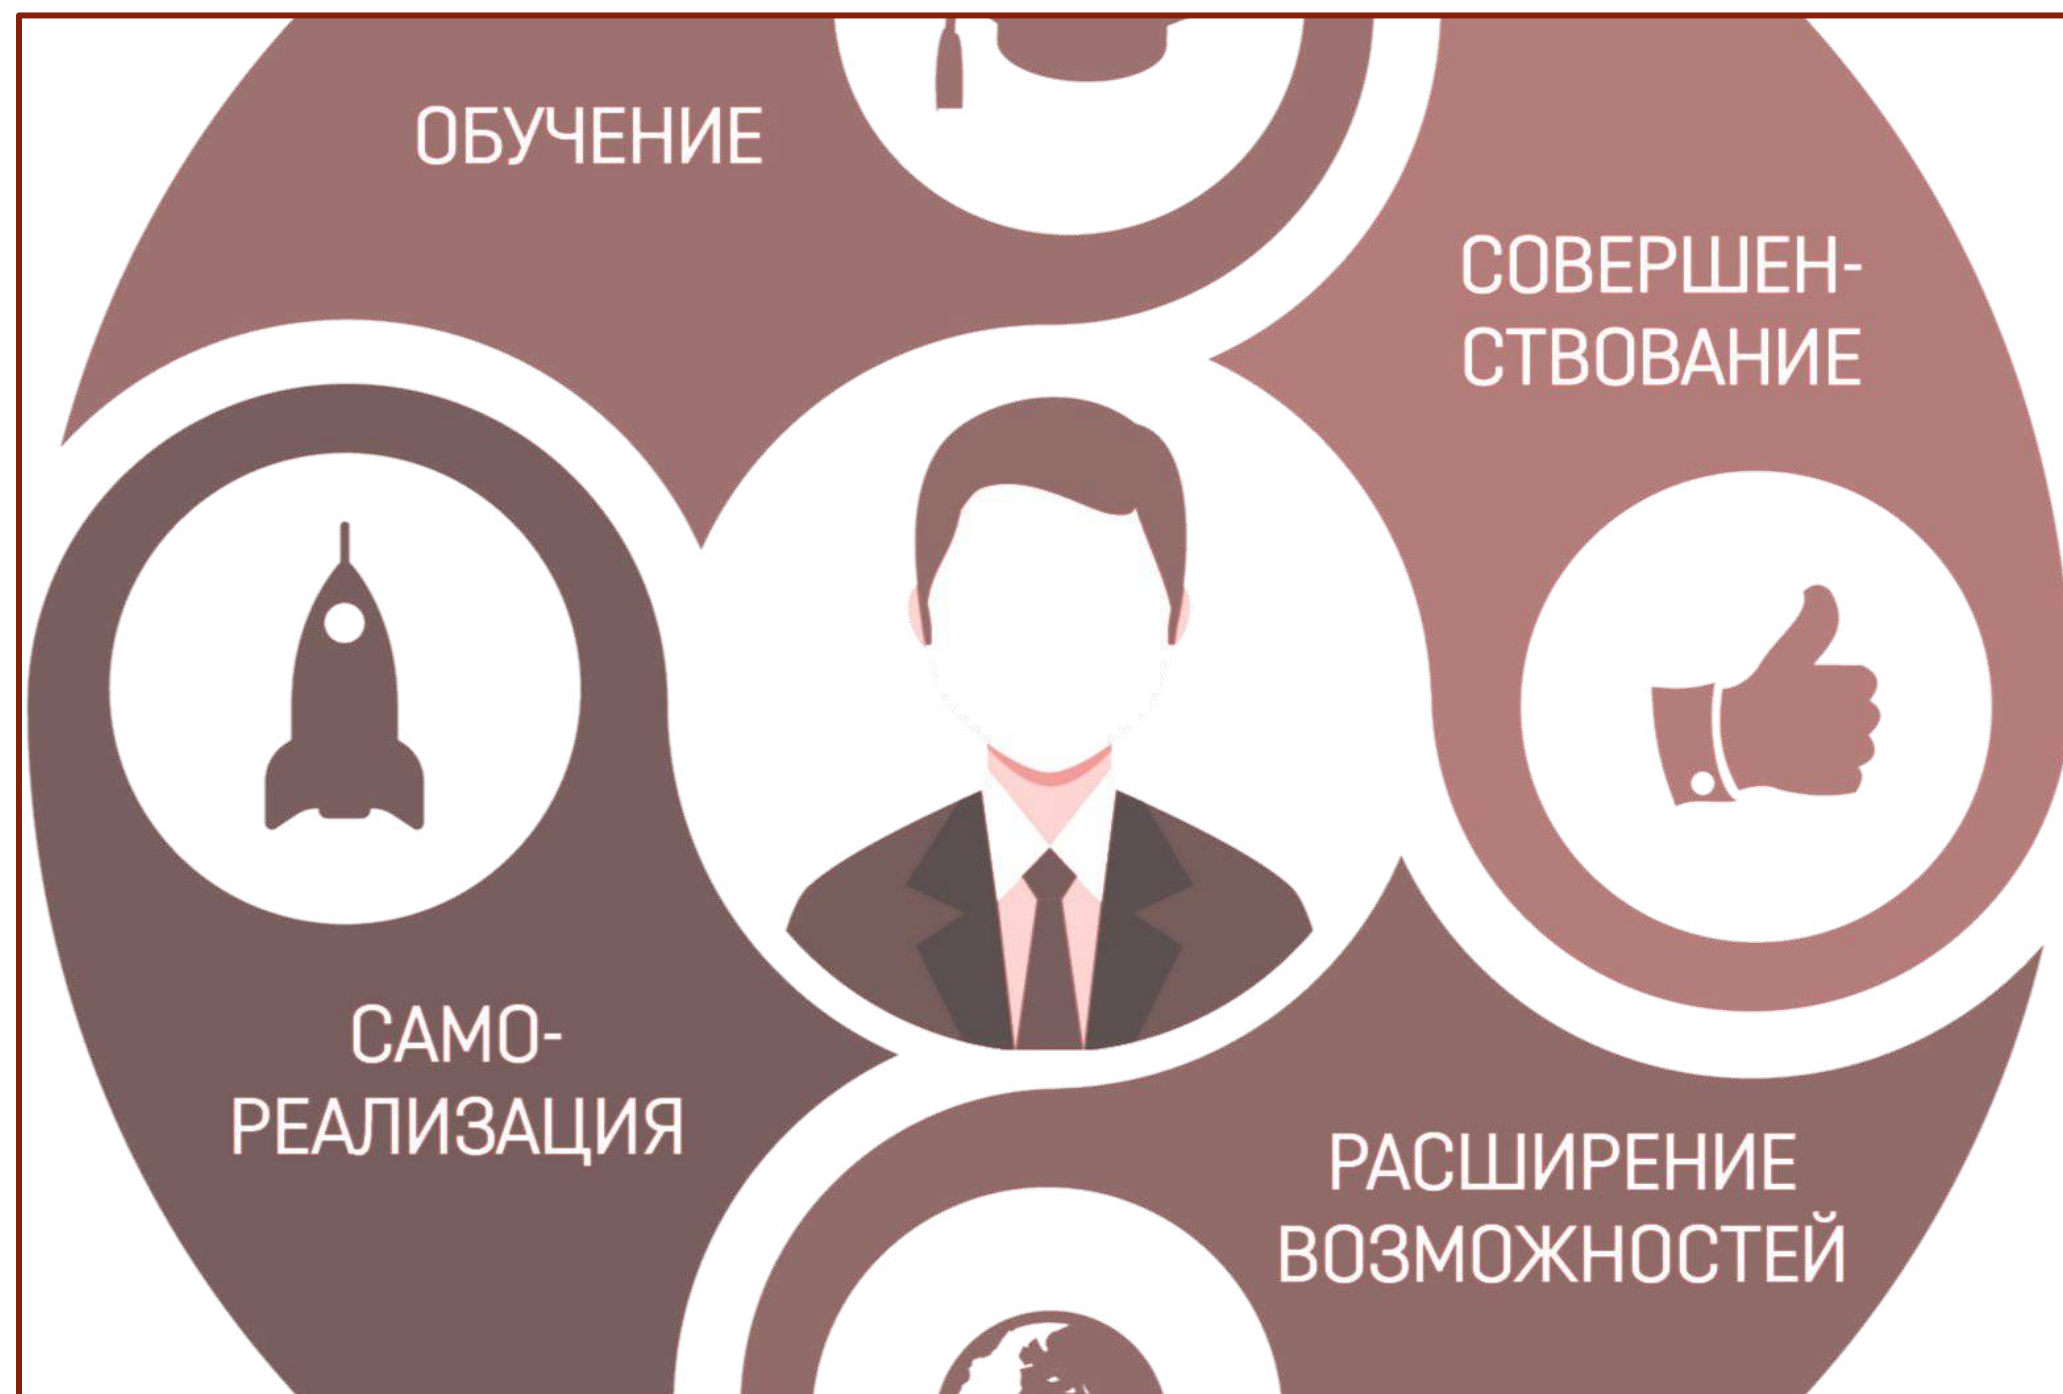 ОБУЧЕНИЕ
СОВЕРШЕН-
СТВОВАНИЕ
САМО-
РЕАЛИЗАЦИЯ
РАСШИРЕНИЕ
ВОЗМОЖНОСТЕЙ